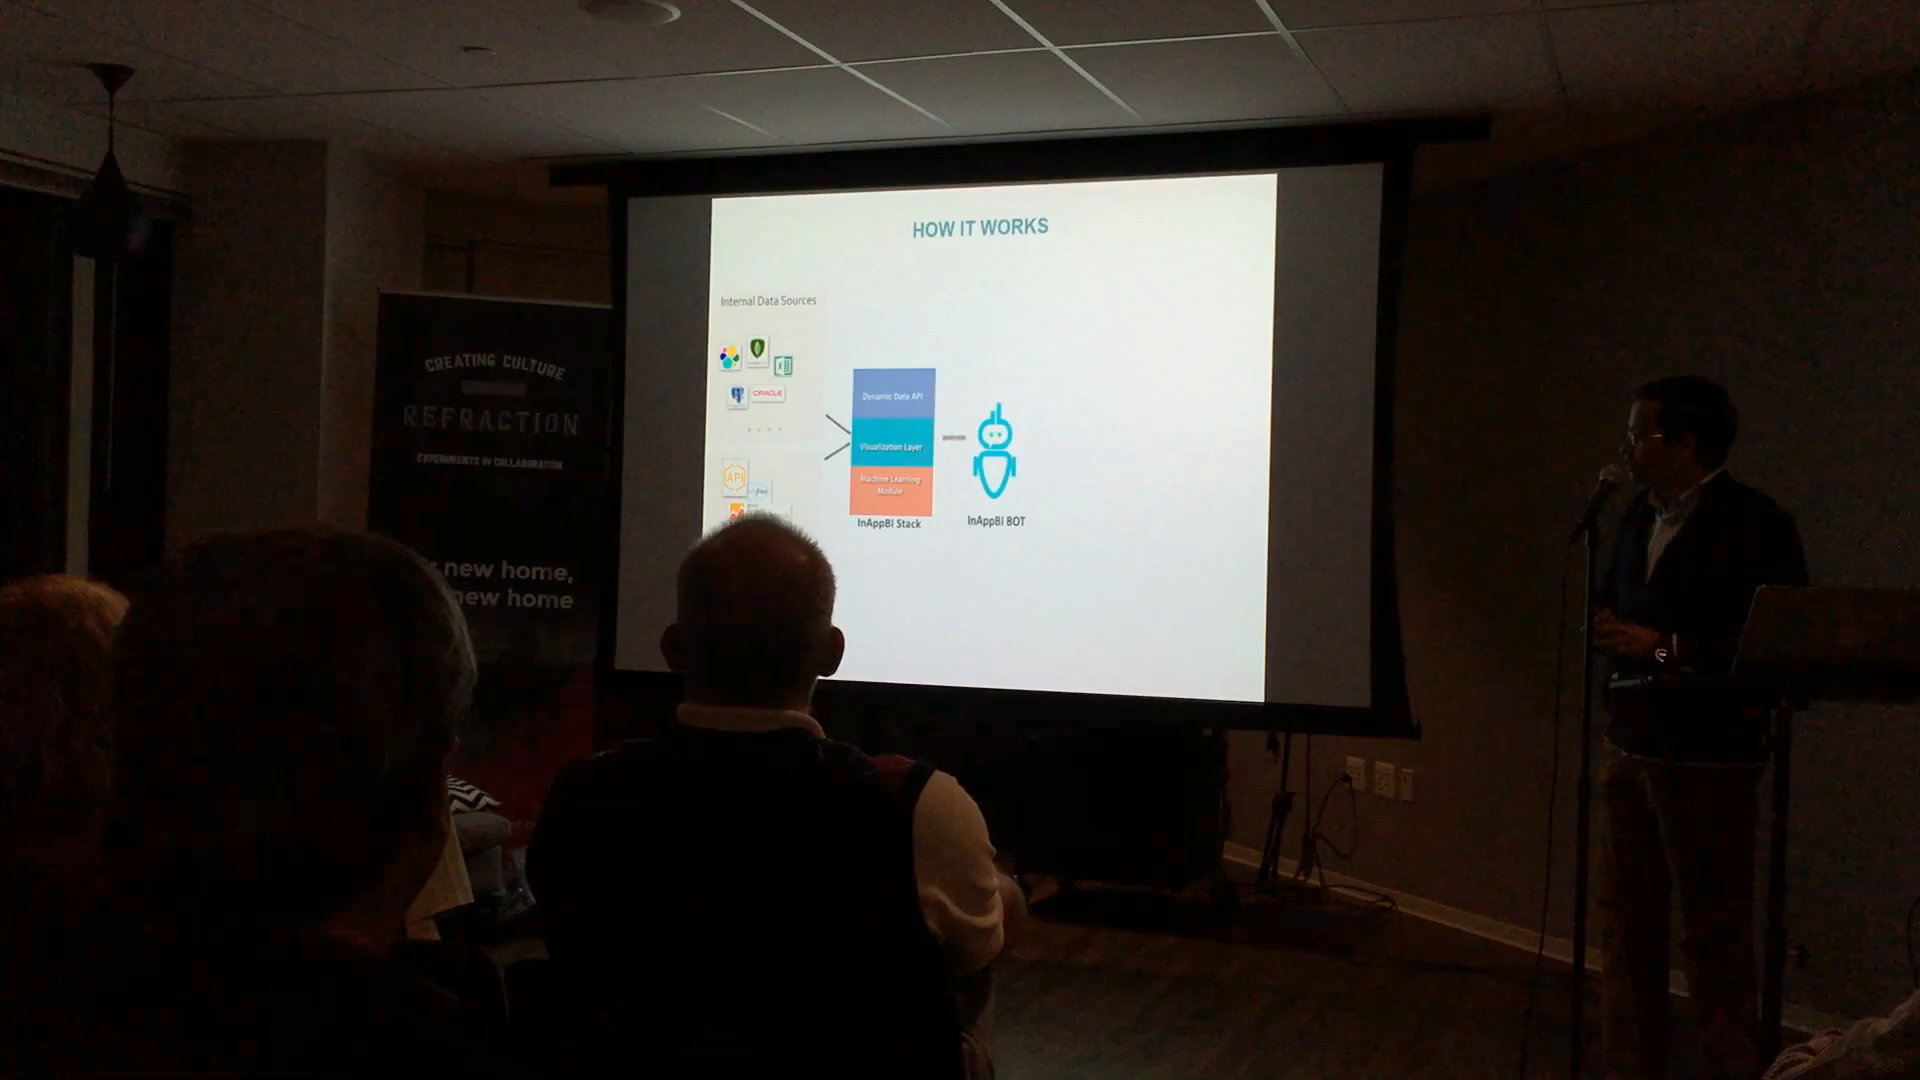 HOW IT WORKS
Internal Data Sources
ORACLE
API
Dynamic Data API
Visualization Layer
Machine Learning
Module
InAppBI Stack
InAppBI BOT
CREATING CULTURE
REFRACTION
EXPERIMENTS IN COLLABORATION
new home,
new home